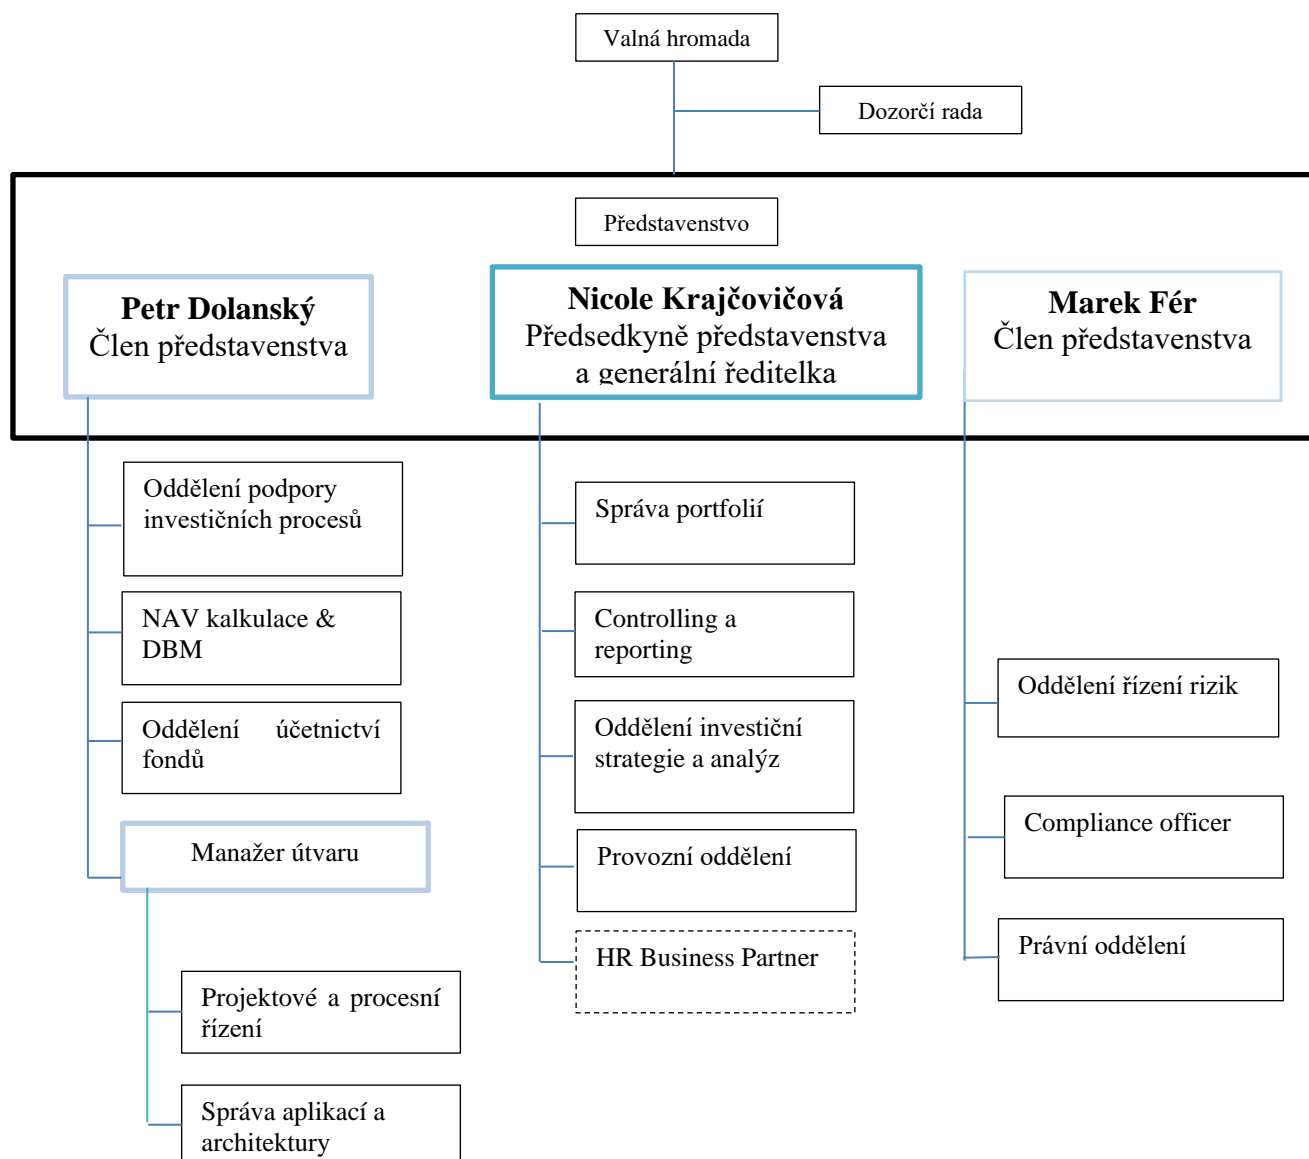 Valná hromada
Dozorčí rada
Představenstvo
Petr Dolanský
Člen představenstva
Nicole Krajčovičová
Předsedkyně představenstva
a generální ředitelka
Marek Fér
Člen představenstva
Oddělení podpory
investičních procesů
NAV kalkulace &
DBM
Oddělení účetnictví
fondů
Manažer útvaru
Projektové a procesní
řízení
Správa aplikací a
architektury
Správa portfolií
Controlling a
reporting
Oddělení investiční
strategie a analýz
Provozní oddělení
HR Business Partner
Oddělení řízení rizik
Compliance officer
Právní oddělení